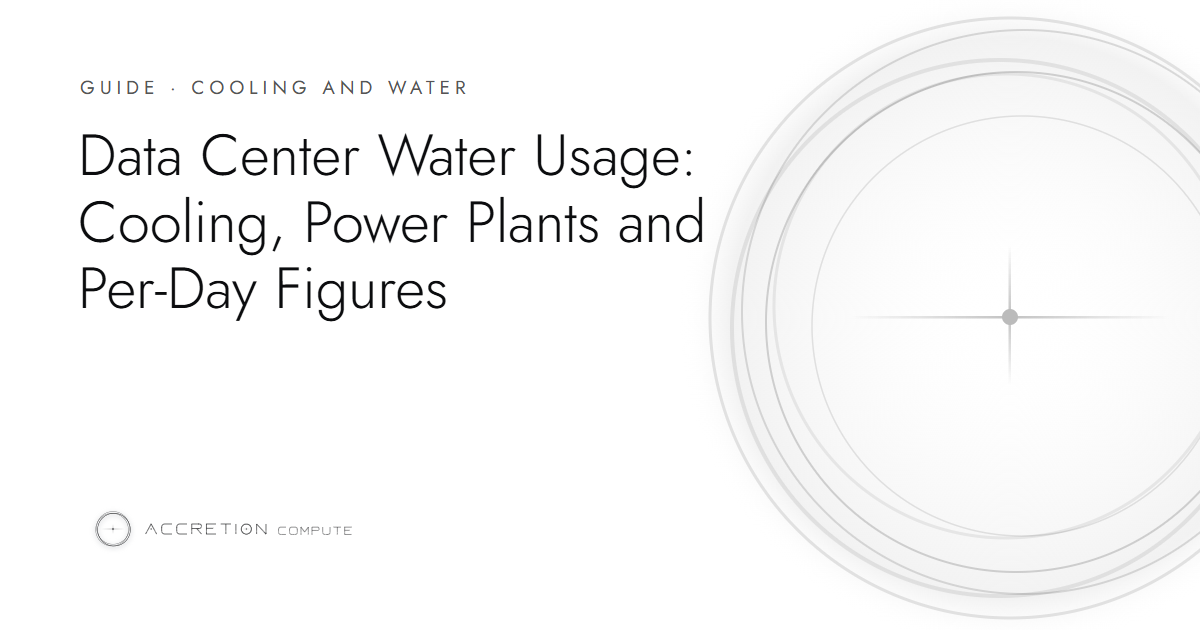 GUIDE · COOLING AND WATER
Data Center Water Usage:
Cooling, Power Plants and
Per-Day Figures
ACCRETION COMPUTE